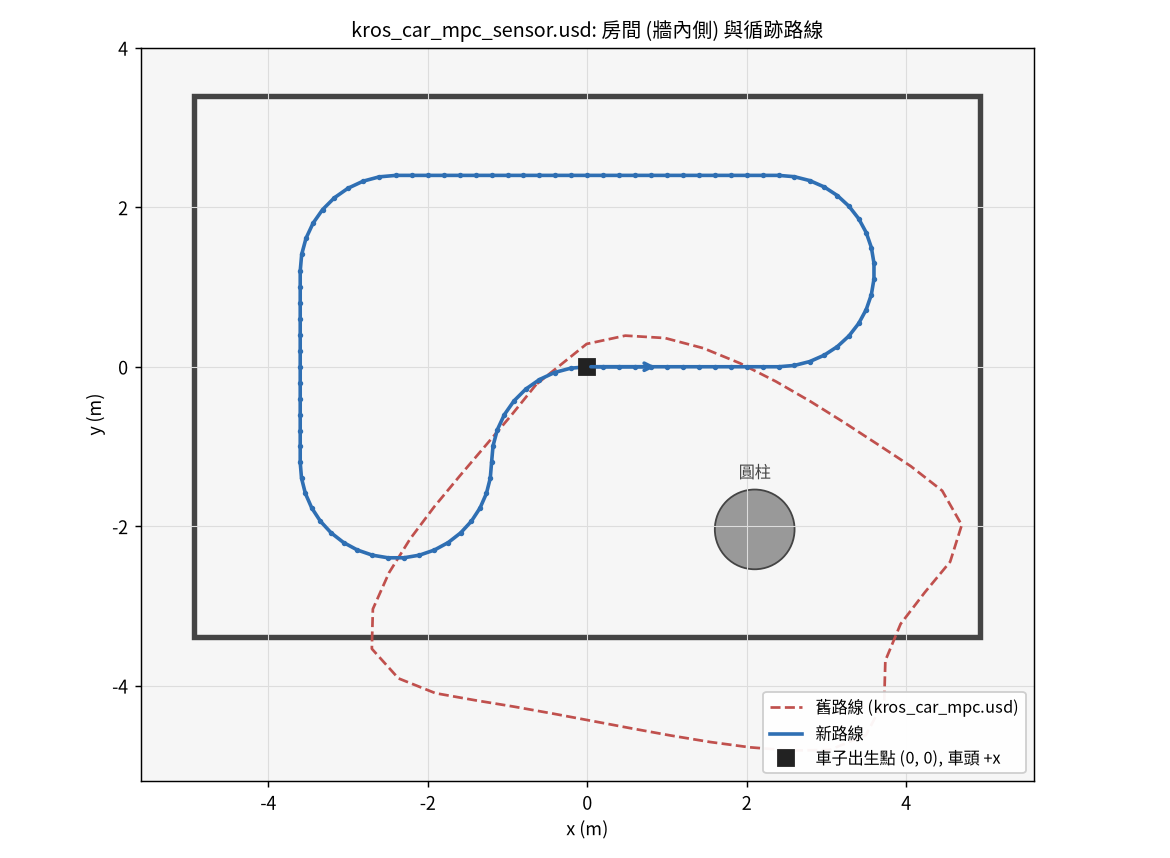 kros_car_mpc_sensor.usd: 房間 (牆內側) 與循跡路線
4
2
0
-2
-4
y (m)
圓柱
舊路線 (kros_car_mpc.usd)
新路線
車子出生點 (0, 0), 車頭 +x
-4
-2
0
2
4
x (m)